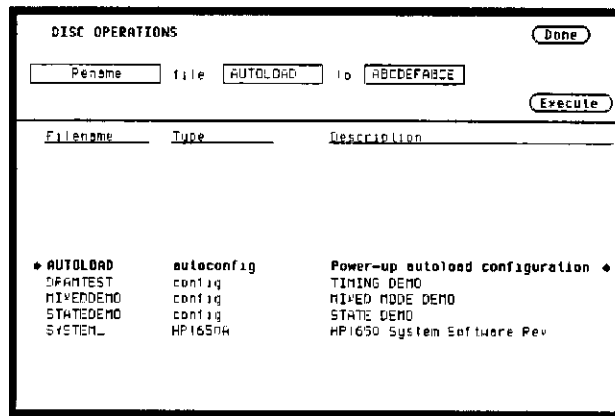 DISC OPERATIONS
Done
Rename file AUTOLOAD to ABCDEFABCE
Execute
Filename Type Description
AUTOLOAD autoconfig Power-up autoload configuration
DRAMTEST config TIMING DEMO
MIXEDDEMO config MIXED MODE DEMO
STATEDEMO config STATE DEMO
SYSTEM_ HP1650A HP1650 System Software Rev